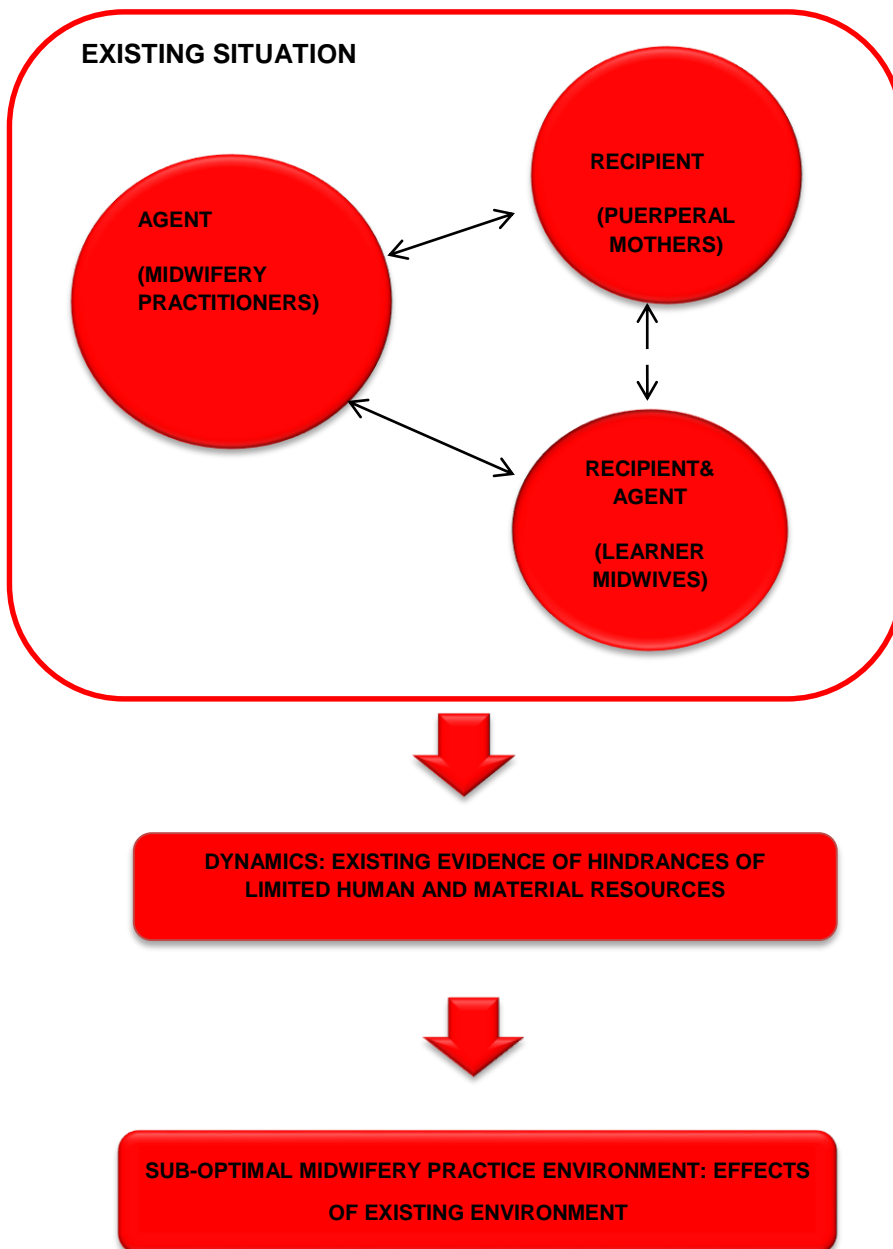 EXISTING SITUATION
RECIPIENT
(PUERPERAL
MOTHERS)
AGENT
(MIDWIFERY
PRACTITIONERS)
RECIPIENT&
AGENT
(LEARNER
MIDWIVES)
DYNAMICS: EXISTING EVIDENCE OF HINDRANCES OF
LIMITED HUMAN AND MATERIAL RESOURCES
SUB-OPTIMAL MIDWIFERY PRACTICE ENVIRONMENT: EFFECTS
OF EXISTING ENVIRONMENT